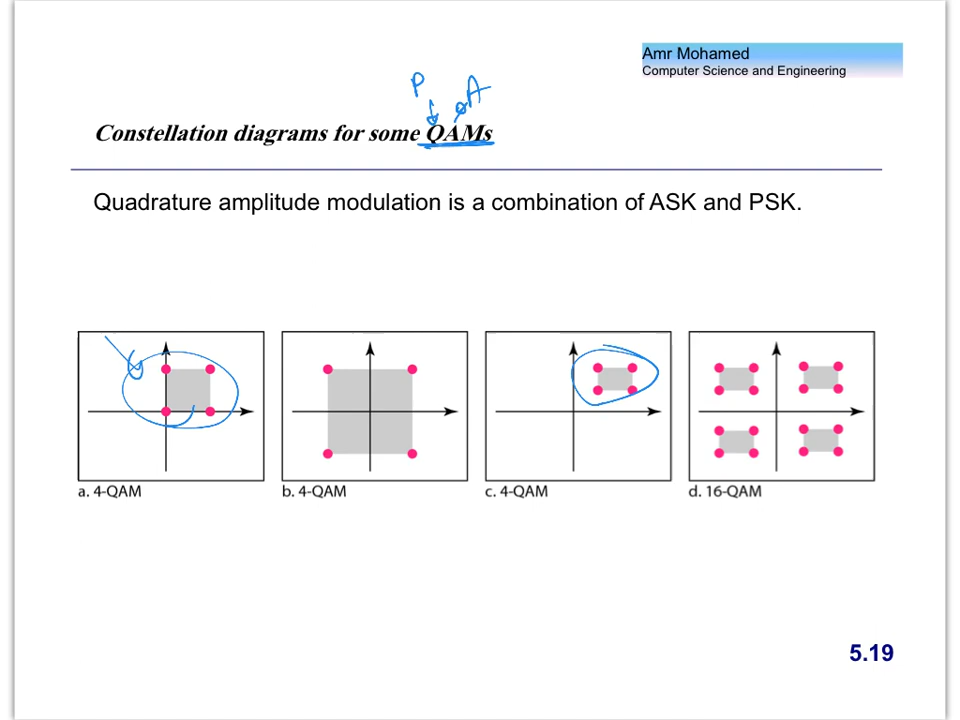 Amr Mohamed
Computer Science and Engineering
P A
Constellation diagrams for some QAMs
Quadrature amplitude modulation is a combination of ASK and PSK.
a. 4-QAM
b. 4-QAM
c. 4-QAM
d. 16-QAM
5.19